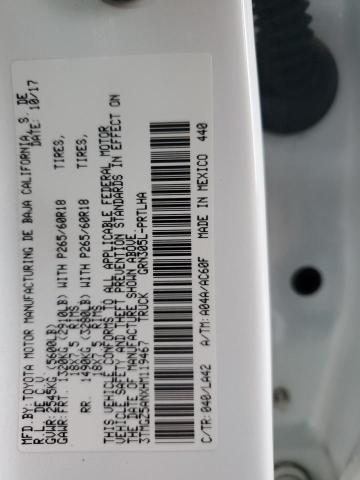 MFD.BY: TOYOTA MOTOR MANUFACTURING DE BAJA CALIFORNIA, S. DE
R.L. DE C.V. DATE: 10/17
GVWR: 2545KG (5600LB)
GAWR: FRT. 1320KG (2910LB) WITH P265/60R18 TIRES,
18X7.5 RIMS
RR. 1490KG (3280LB) WITH P265/60R18 TIRES,
18X7.5 RIMS
THIS VEHICLE CONFORMS TO ALL APPLICABLE FEDERAL MOTOR
VEHICLE SAFETY AND THEFT PREVENTION STANDARDS IN EFFECT ON
THE DATE OF MANUFACTURE SHOWN ABOVE.
3TMGZ5ANXHM119467 TRUCK GRN305L-PRTLHA
C/TR: 040/LA42 A/TM: A04A/AC60F MADE IN MEXICO 440